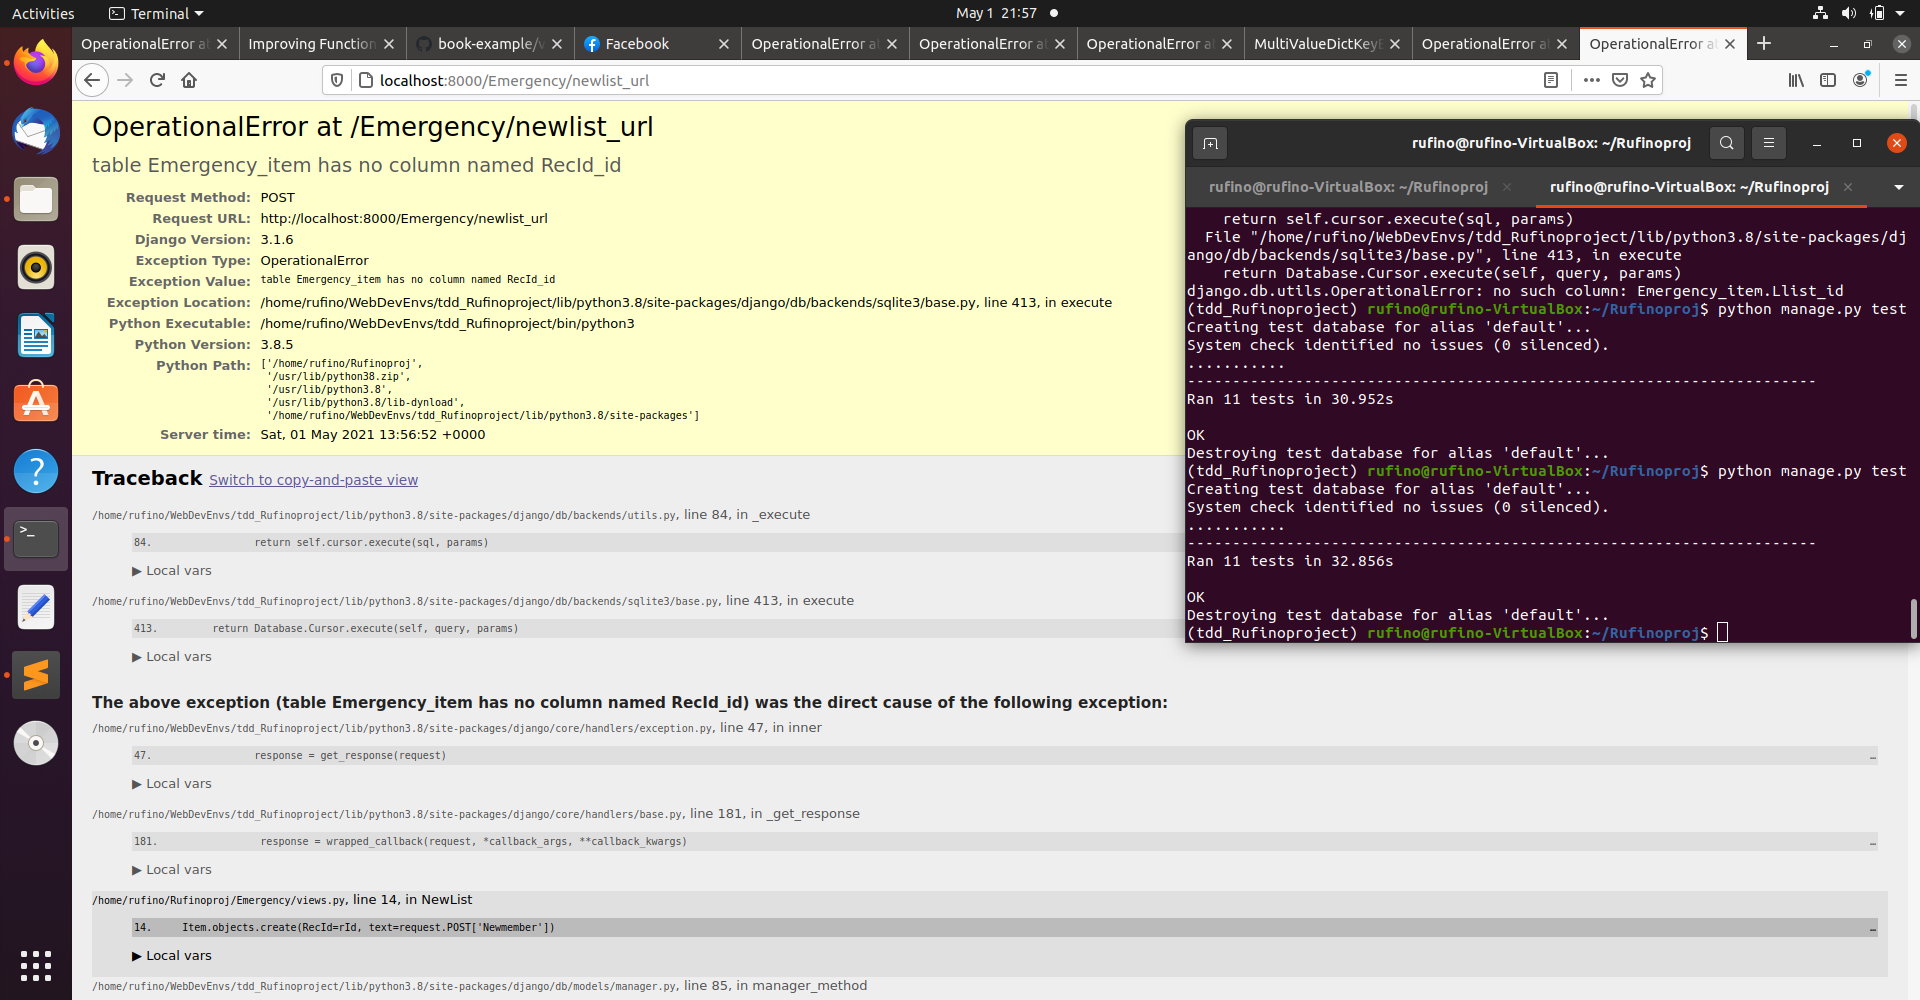 Activities
Terminal
May 1 21:57
OperationalError at
Improving Function
book-example/v
Facebook
OperationalError at
OperationalError at
OperationalError at
MultiValueDictKeyE
OperationalError at
OperationalError at
localhost:8000/Emergency/newlist_url
OperationalError at /Emergency/newlist_url
table Emergency_item has no column named RecId_id
Request Method: POST
Request URL: http://localhost:8000/Emergency/newlist_url
Django Version: 3.1.6
Exception Type: OperationalError
Exception Value: table Emergency_item has no column named RecId_id
Exception Location: /home/rufino/WebDevEnvs/tdd_Rufinoproject/lib/python3.8/site-packages/django/db/backends/sqlite3/base.py, line 413, in execute
Python Executable: /home/rufino/WebDevEnvs/tdd_Rufinoproject/bin/python3
Python Version: 3.8.5
Python Path: ['/home/rufino/Rufinoproj',
'/usr/lib/python38.zip',
'/usr/lib/python3.8',
'/usr/lib/python3.8/lib-dynload',
'/home/rufino/WebDevEnvs/tdd_Rufinoproject/lib/python3.8/site-packages']
Server time: Sat, 01 May 2021 13:56:52 +0000
Traceback Switch to copy-and-paste view
/home/rufino/WebDevEnvs/tdd_Rufinoproject/lib/python3.8/site-packages/django/db/backends/utils.py, line 84, in _execute
84. return self.cursor.execute(sql, params)
▶ Local vars
/home/rufino/WebDevEnvs/tdd_Rufinoproject/lib/python3.8/site-packages/django/db/backends/sqlite3/base.py, line 413, in execute
413. return Database.Cursor.execute(self, query, params)
▶ Local vars
The above exception (table Emergency_item has no column named RecId_id) was the direct cause of the following exception:
/home/rufino/WebDevEnvs/tdd_Rufinoproject/lib/python3.8/site-packages/django/core/handlers/exception.py, line 47, in inner
47. response = get_response(request) …
▶ Local vars
/home/rufino/WebDevEnvs/tdd_Rufinoproject/lib/python3.8/site-packages/django/core/handlers/base.py, line 181, in _get_response
181. response = wrapped_callback(request, *callback_args, **callback_kwargs) …
▶ Local vars
/home/rufino/Rufinoproj/Emergency/views.py, line 14, in NewList
14. Item.objects.create(RecId=rId, text=request.POST['Newmember']) …
▶ Local vars
/home/rufino/WebDevEnvs/tdd_Rufinoproject/lib/python3.8/site-packages/django/db/models/manager.py, line 85, in manager_method
rufino@rufino-VirtualBox: ~/Rufinoproj
rufino@rufino-VirtualBox: ~/Rufinoproj
rufino@rufino-VirtualBox: ~/Rufinoproj
return self.cursor.execute(sql, params)
File "/home/rufino/WebDevEnvs/tdd_Rufinoproject/lib/python3.8/site-packages/dj
ango/db/backends/sqlite3/base.py", line 413, in execute
return Database.Cursor.execute(self, query, params)
django.db.utils.OperationalError: no such column: Emergency_item.Llist_id
(tdd_Rufinoproject) rufino@rufino-VirtualBox:~/Rufinoproj$ python manage.py test
Creating test database for alias 'default'...
System check identified no issues (0 silenced).
...........
----------------------------------------------------------------------
Ran 11 tests in 30.952s
OK
Destroying test database for alias 'default'...
(tdd_Rufinoproject) rufino@rufino-VirtualBox:~/Rufinoproj$ python manage.py test
Creating test database for alias 'default'...
System check identified no issues (0 silenced).
...........
----------------------------------------------------------------------
Ran 11 tests in 32.856s
OK
Destroying test database for alias 'default'...
(tdd_Rufinoproject) rufino@rufino-VirtualBox:~/Rufinoproj$